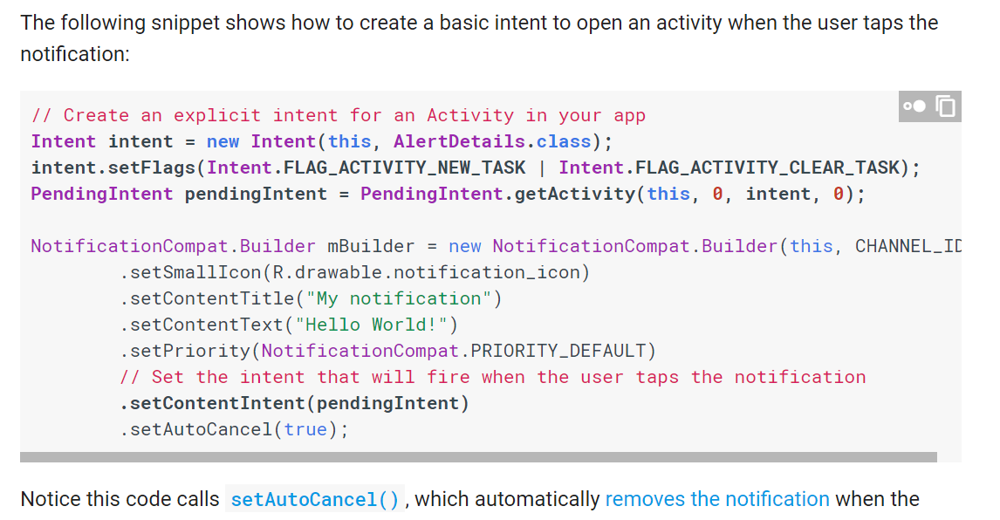 The following snippet shows how to create a basic intent to open an activity when the user taps the
notification:
// Create an explicit intent for an Activity in your app
Intent intent = new Intent(this, AlertDetails.class);
intent.setFlags(Intent.FLAG_ACTIVITY_NEW_TASK | Intent.FLAG_ACTIVITY_CLEAR_TASK);
PendingIntent pendingIntent = PendingIntent.getActivity(this, 0, intent, 0);
NotificationCompat.Builder mBuilder = new NotificationCompat.Builder(this, CHANNEL_ID
.setSmallIcon(R.drawable.notification_icon)
.setContentTitle("My notification")
.setContentText("Hello World!")
.setPriority(NotificationCompat.PRIORITY_DEFAULT)
// Set the intent that will fire when the user taps the notification
.setContentIntent(pendingIntent)
.setAutoCancel(true);
Notice this code calls setAutoCancel(), which automatically removes the notification when the